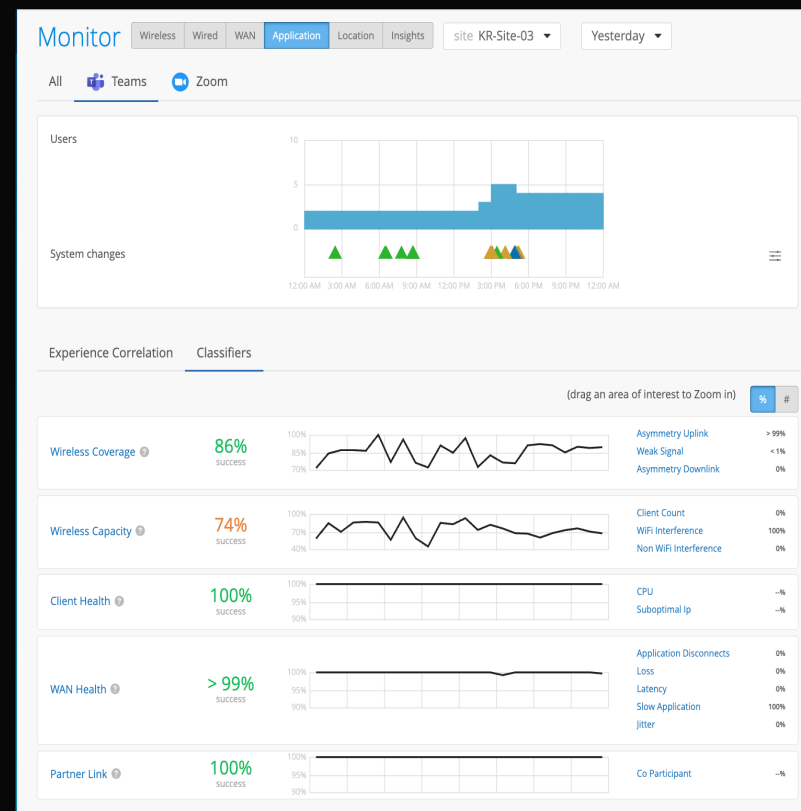 Monitor
Wireless Wired WAN Application Location Insights
site KR-Site-03
Yesterday
All Teams Zoom
Users
10
5
0
System changes
12:00 AM 3:00 AM 6:00 AM 9:00 AM 12:00 PM 3:00 PM 6:00 PM 9:00 PM 12:00 AM
Experience Correlation Classifiers
(drag an area of interest to Zoom in) % #
Wireless Coverage ?
86%
success
100%
85%
70%
Asymmetry Uplink > 99%
Weak Signal < 1%
Asymmetry Downlink 0%
Wireless Capacity ?
74%
success
100%
70%
40%
Client Count 0%
WiFi Interference 100%
Non WiFi Interference 0%
Client Health ?
100%
success
100%
95%
90%
CPU --%
Suboptimal Ip --%
WAN Health ?
> 99%
success
100%
95%
90%
Application Disconnects 0%
Loss 0%
Latency 0%
Slow Application 100%
Jitter 0%
Partner Link ?
100%
success
100%
95%
90%
Co Participant --%